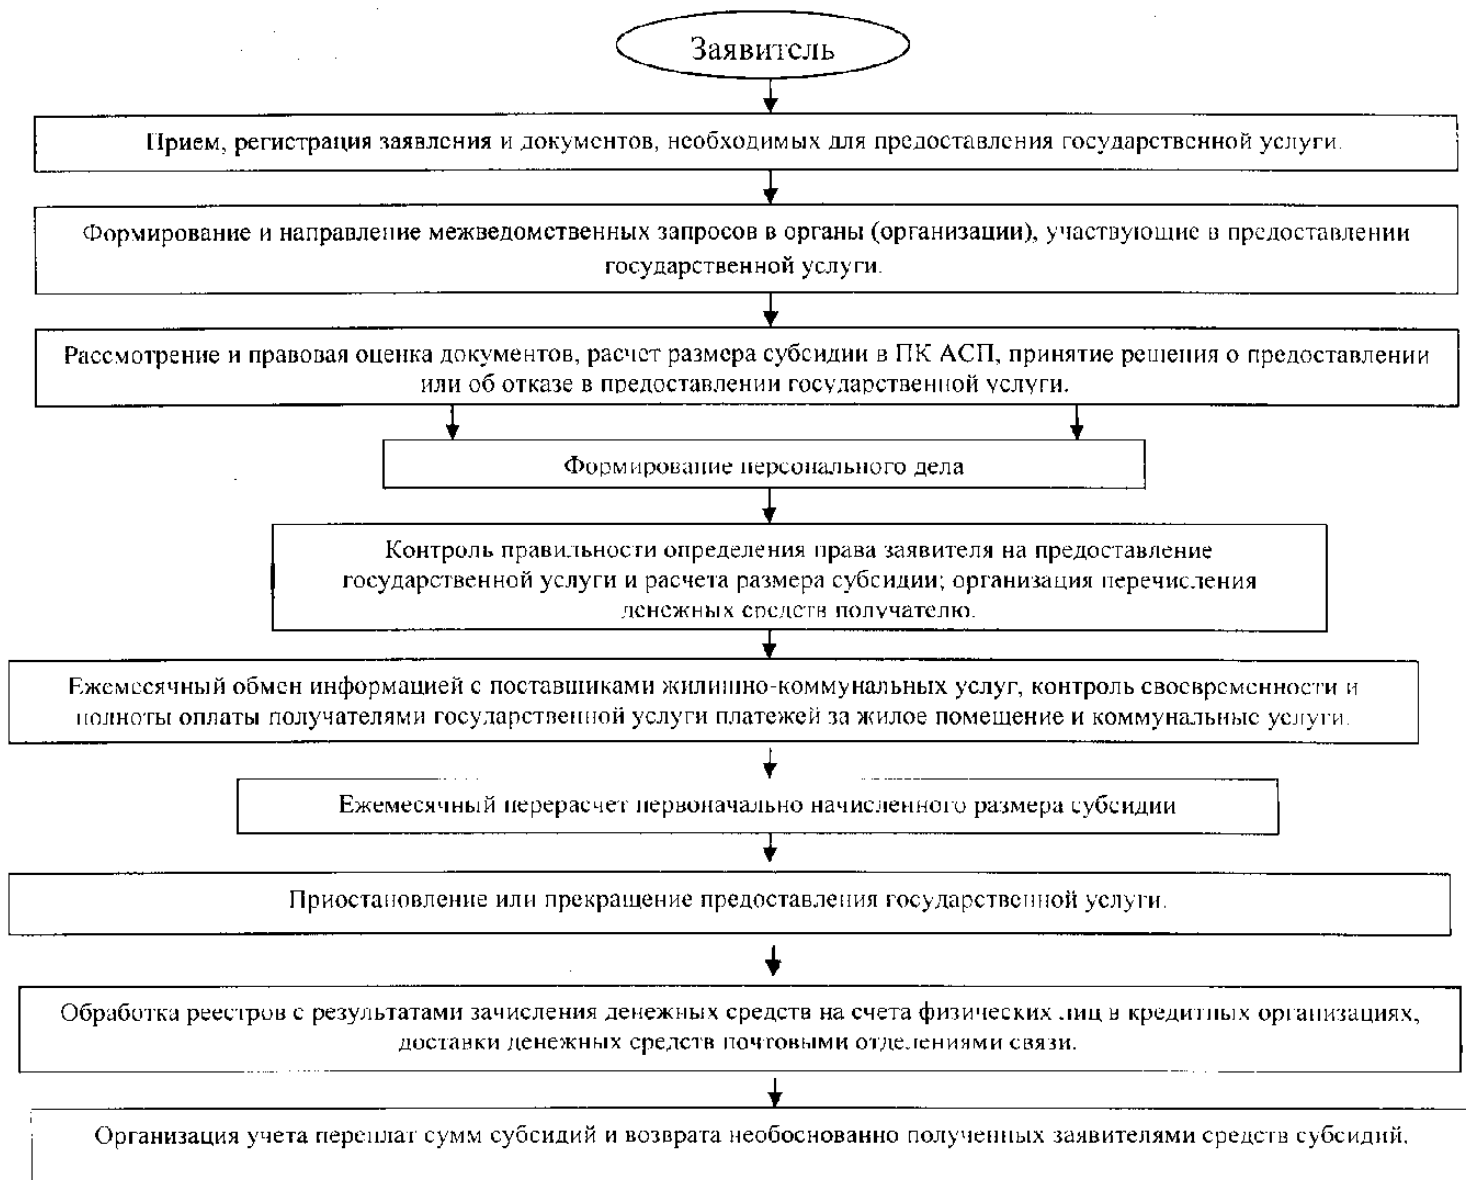 Заявитель
Прием, регистрация заявления и документов, необходимых для предоставления государственной услуги.
Формирование и направление межведомственных запросов в органы (организации), участвующие в предоставлении
государственной услуги.
Рассмотрение и правовая оценка документов, расчет размера субсидии в ПК АСП, принятие решения о предоставлении
или об отказе в предоставлении государственной услуги.
Формирование персонального дела
Контроль правильности определения права заявителя на предоставление
государственной услуги и расчета размера субсидии; организация перечисления
денежных средств получателю.
Ежемесячный обмен информацией с поставщиками жилищно-коммунальных услуг, контроль своевременности и
полноты оплаты получателями государственной услуги платежей за жилое помещение и коммунальные услуги.
Ежемесячный перерасчет первоначально начисленного размера субсидии
Приостановление или прекращение предоставления государственной услуги.
Обработка реестров с результатами зачисления денежных средств на счета физических лиц в кредитных организациях,
доставки денежных средств почтовыми отделениями связи.
Организация учета переплат сумм субсидий и возврата необоснованно полученных заявителями средств субсидий.